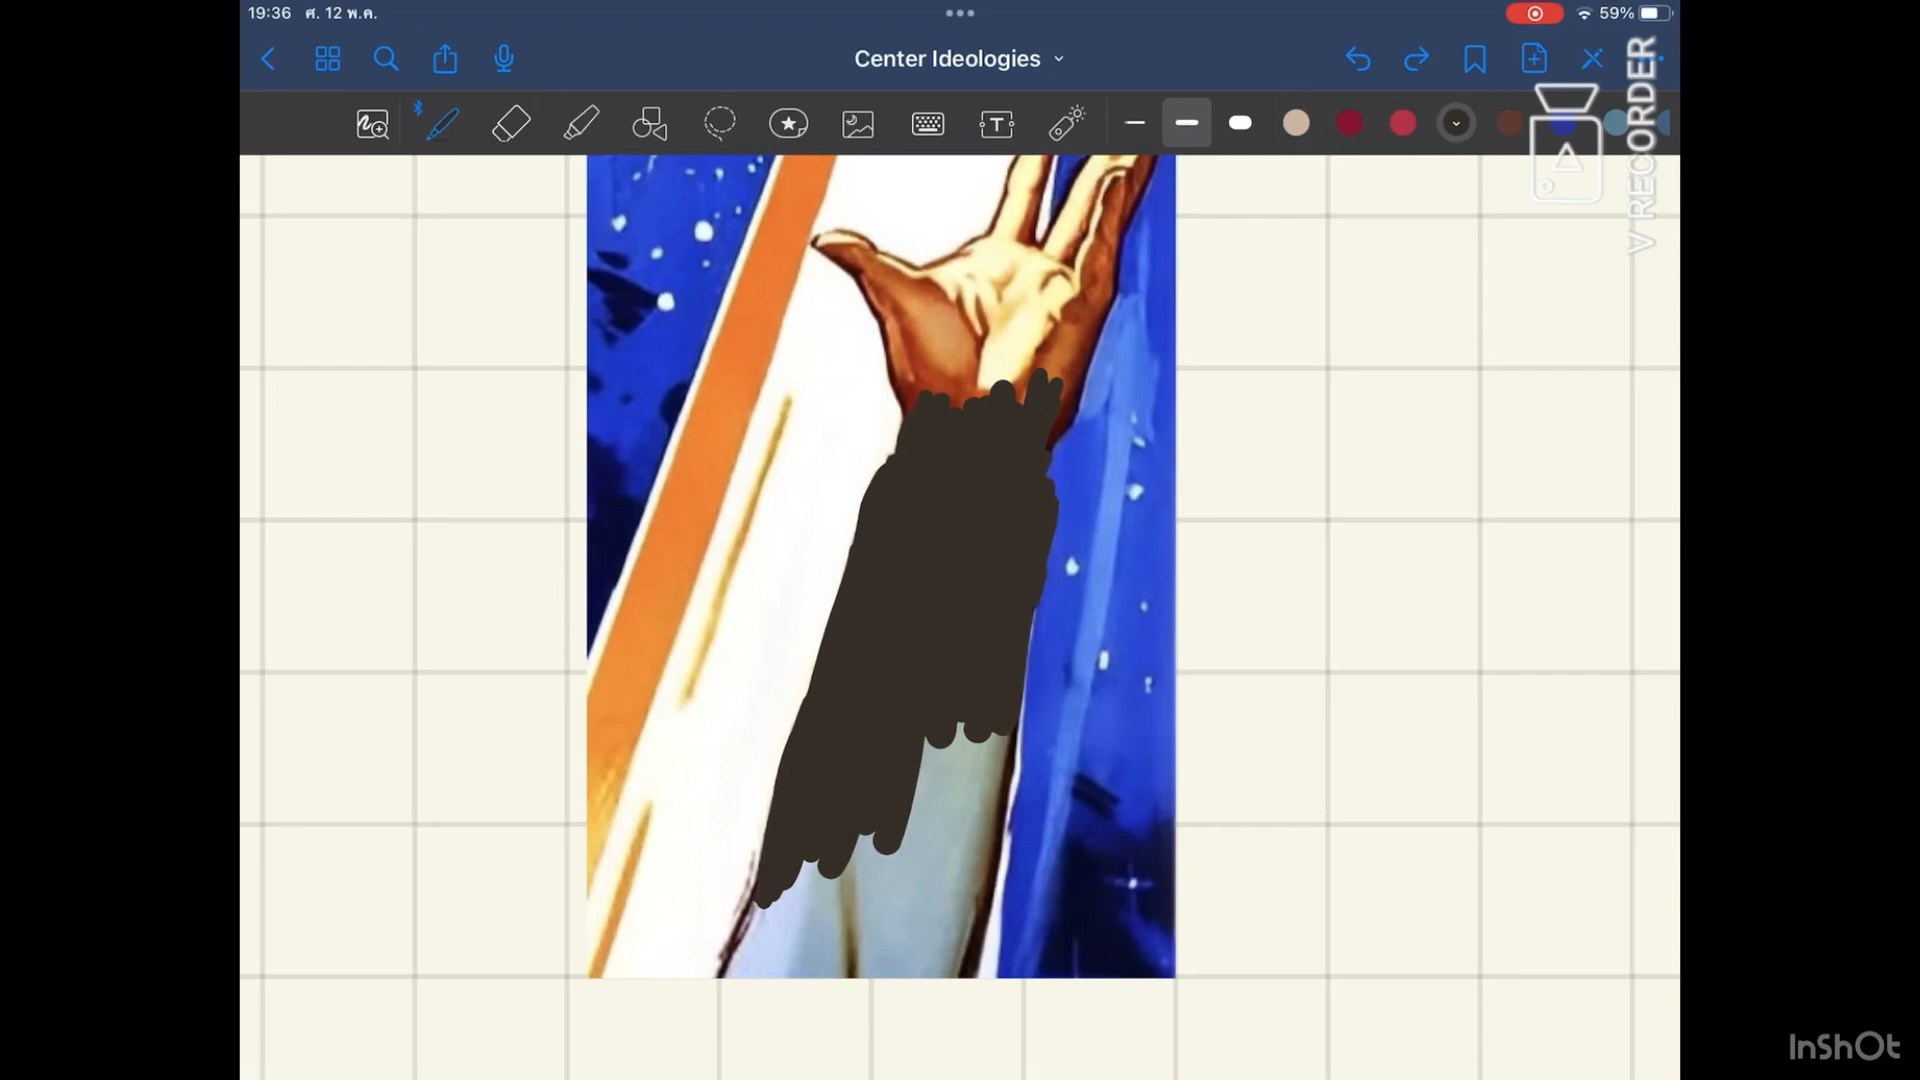 19:36 ศ. 12 พ.ค.
59%
Center Ideologies
T
V RECORDER
InShOt